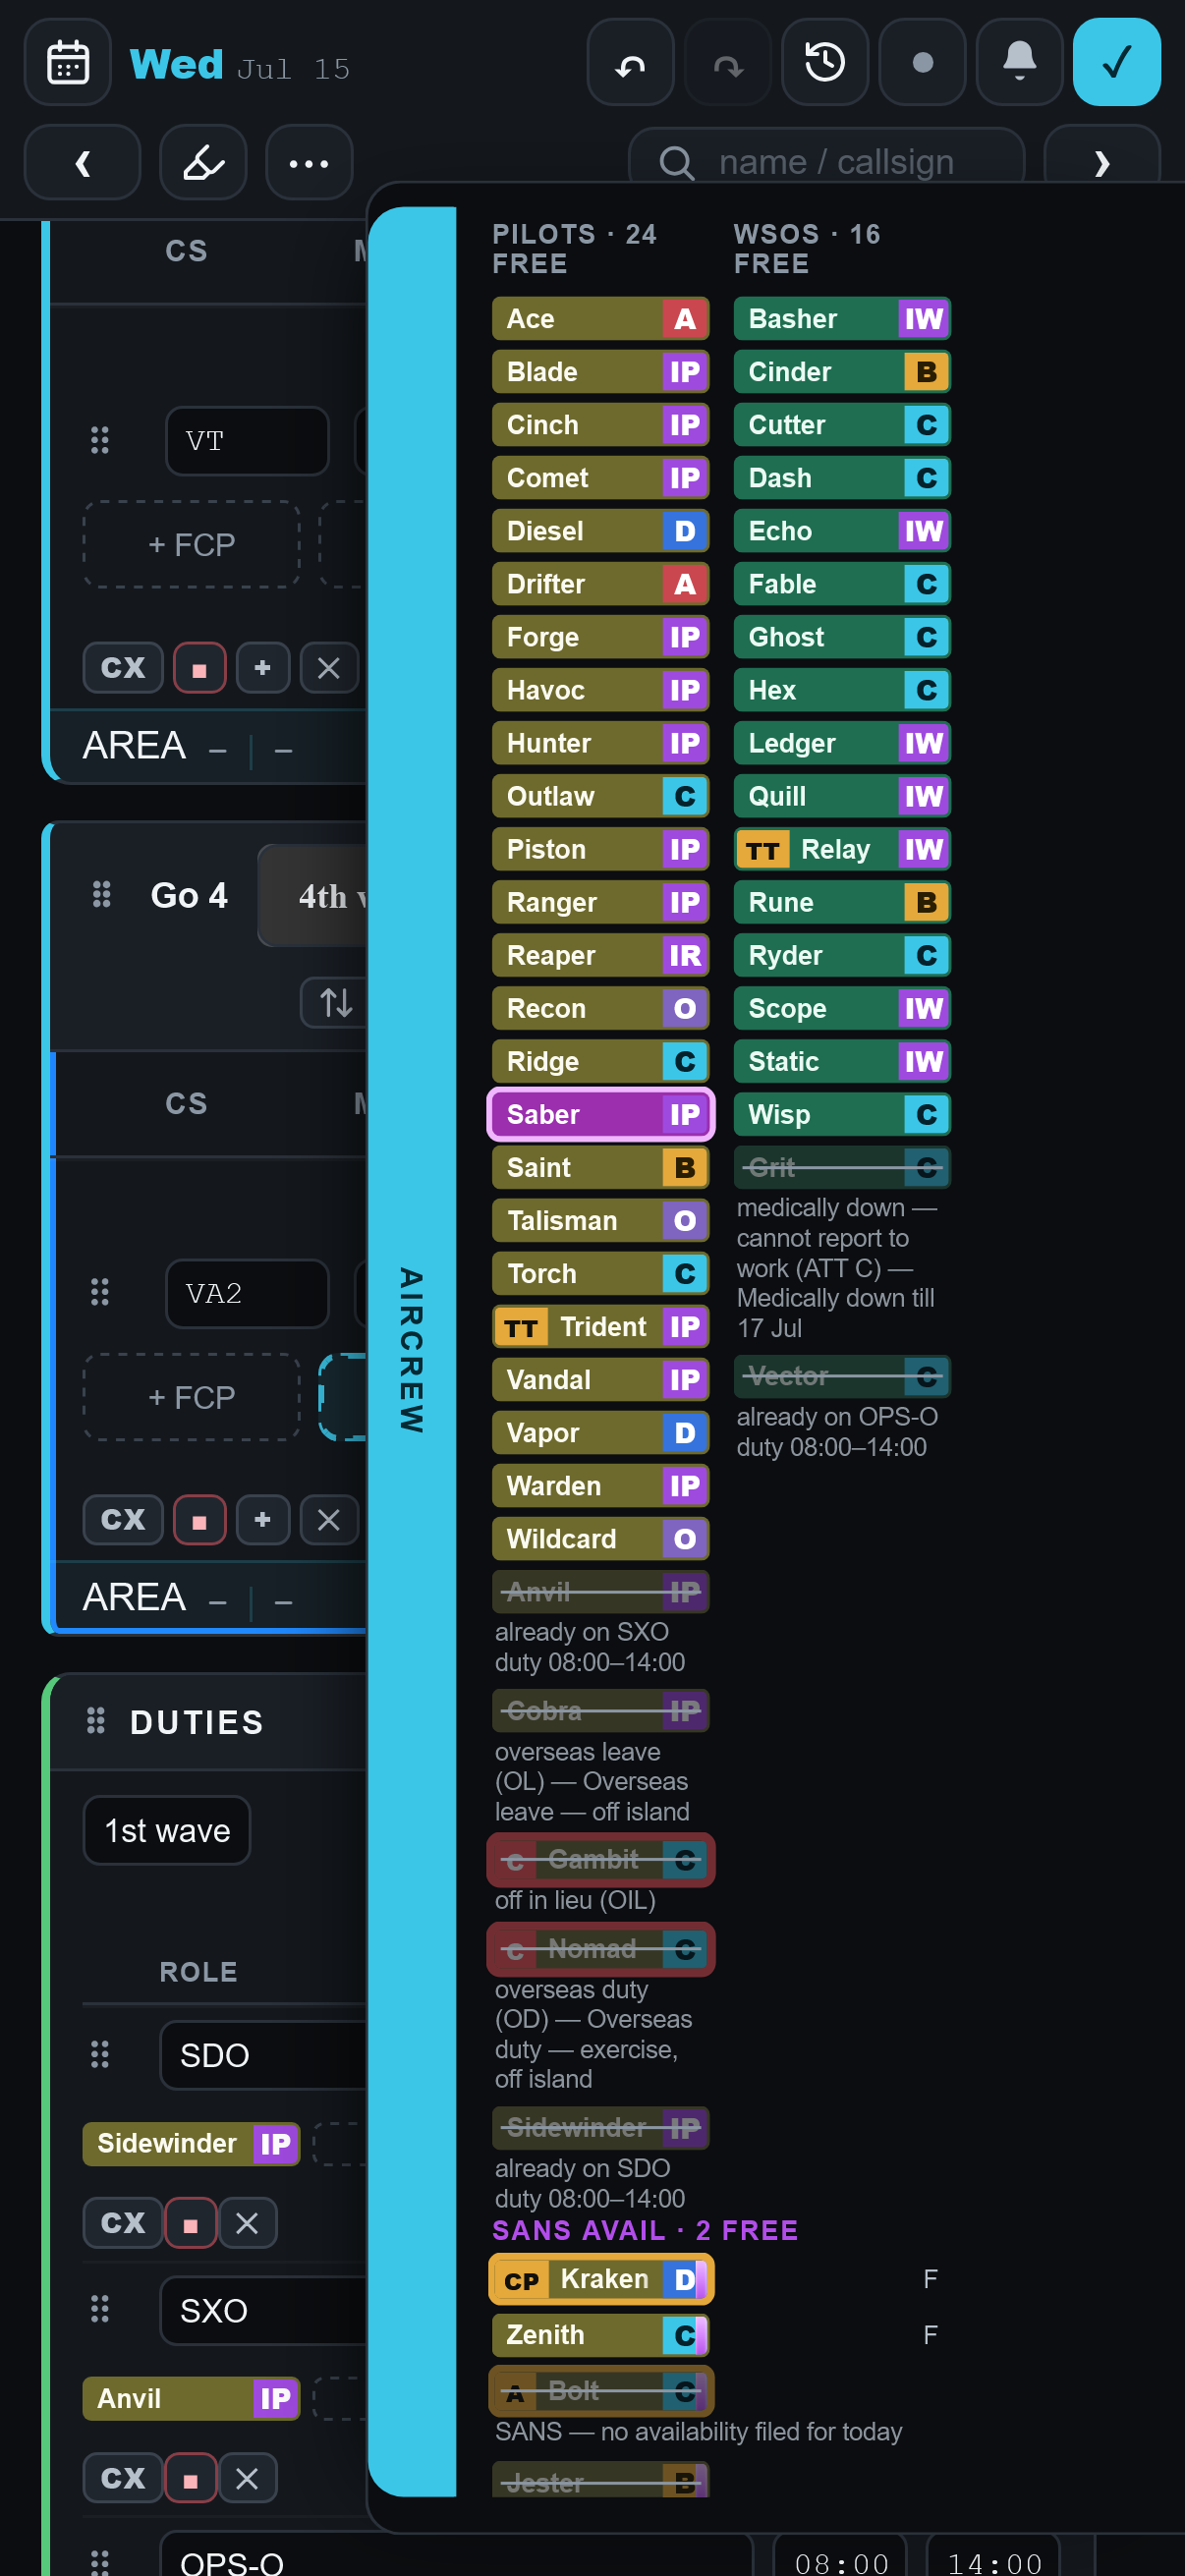 Wed Jul 15
name / callsign
CS
VT
+ FCP
CX
+
AREA – | –
Go 4
4th
CS
VA2
+ FCP
CX
+
AREA – | –
DUTIES
1st wave
ROLE
SDO
Sidewinder IP
CX
SXO
Anvil IP
CX
OPS-O
08:00 14:00
AIRCREW
PILOTS · 24
FREE
Ace A
Blade IP
Cinch IP
Comet IP
Diesel D
Drifter A
Forge IP
Havoc IP
Hunter IP
Outlaw C
Piston IP
Ranger IP
Reaper IR
Recon O
Ridge C
Saber IP
Saint B
Talisman O
Torch C
TT Trident IP
Vandal IP
Vapor D
Warden IP
Wildcard O
Anvil IP
already on SXO
duty 08:00–14:00
Cobra IP
overseas leave
(OL) — Overseas
leave — off island
C Gambit C
off in lieu (OIL)
C Nomad C
overseas duty
(OD) — Overseas
duty — exercise,
off island
Sidewinder IP
already on SDO
duty 08:00–14:00
WSOS · 16
FREE
Basher IW
Cinder B
Cutter C
Dash C
Echo IW
Fable C
Ghost C
Hex C
Ledger IW
Quill IW
TT Relay IW
Rune B
Ryder C
Scope IW
Static IW
Wisp C
Grit C
medically down —
cannot report to
work (ATT C) —
Medically down till
17 Jul
Vector C
already on OPS-O
duty 08:00–14:00
SANS AVAIL · 2 FREE
CP Kraken D F
Zenith C F
A Bolt C
SANS — no availability filed for today
Jester B